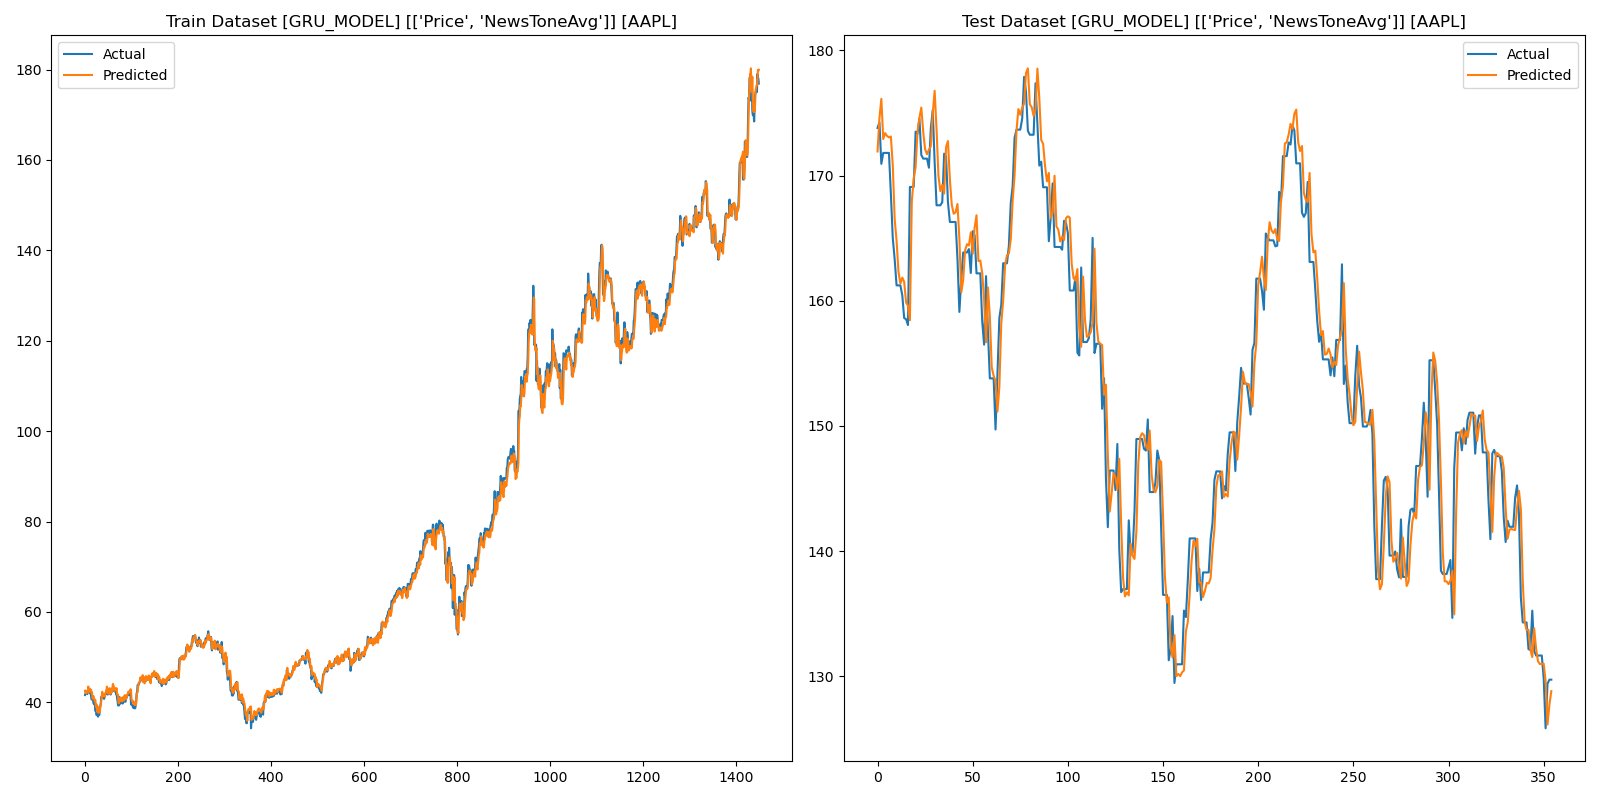 Train Dataset [GRU_MODEL] [['Price', 'NewsToneAvg']] [AAPL]
Actual
Predicted
180
160
140
120
100
80
60
40
0 200 400 600 800 1000 1200 1400
Test Dataset [GRU_MODEL] [['Price', 'NewsToneAvg']] [AAPL]
Actual
Predicted
180
170
160
150
140
130
0 50 100 150 200 250 300 350